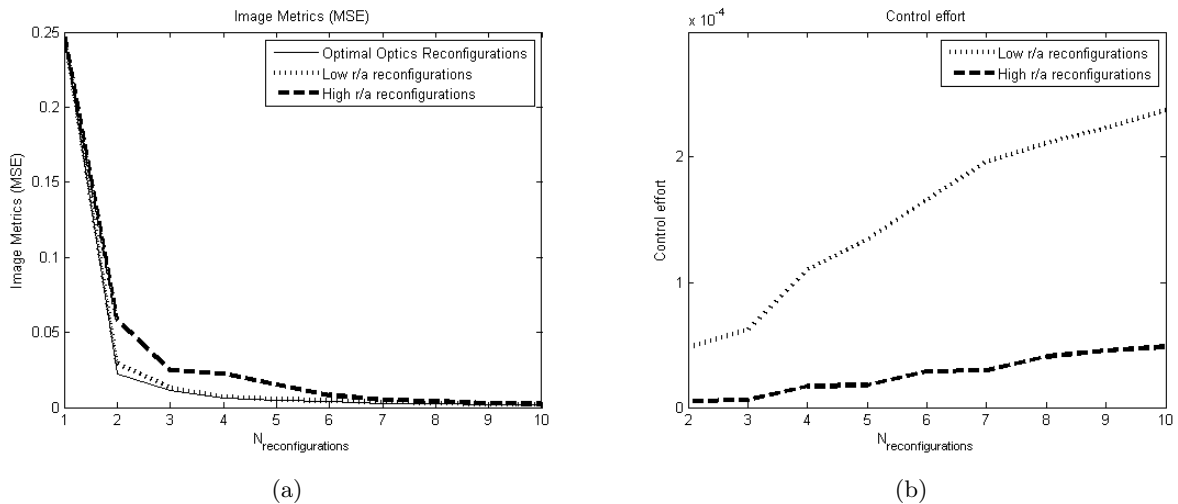 Image Metrics (MSE)
0.25
0.2
0.15
0.1
0.05
0
Image Metrics (MSE)
Optimal Optics Reconfigurations
Low r/a reconfigurations
High r/a reconfigurations
1 2 3 4 5 6 7 8 9 10
N_reconfigurations
(a)
Control effort
x 10^-4
2
1
0
Control effort
Low r/a reconfigurations
High r/a reconfigurations
2 3 4 5 6 7 8 9 10
N_reconfigurations
(b)